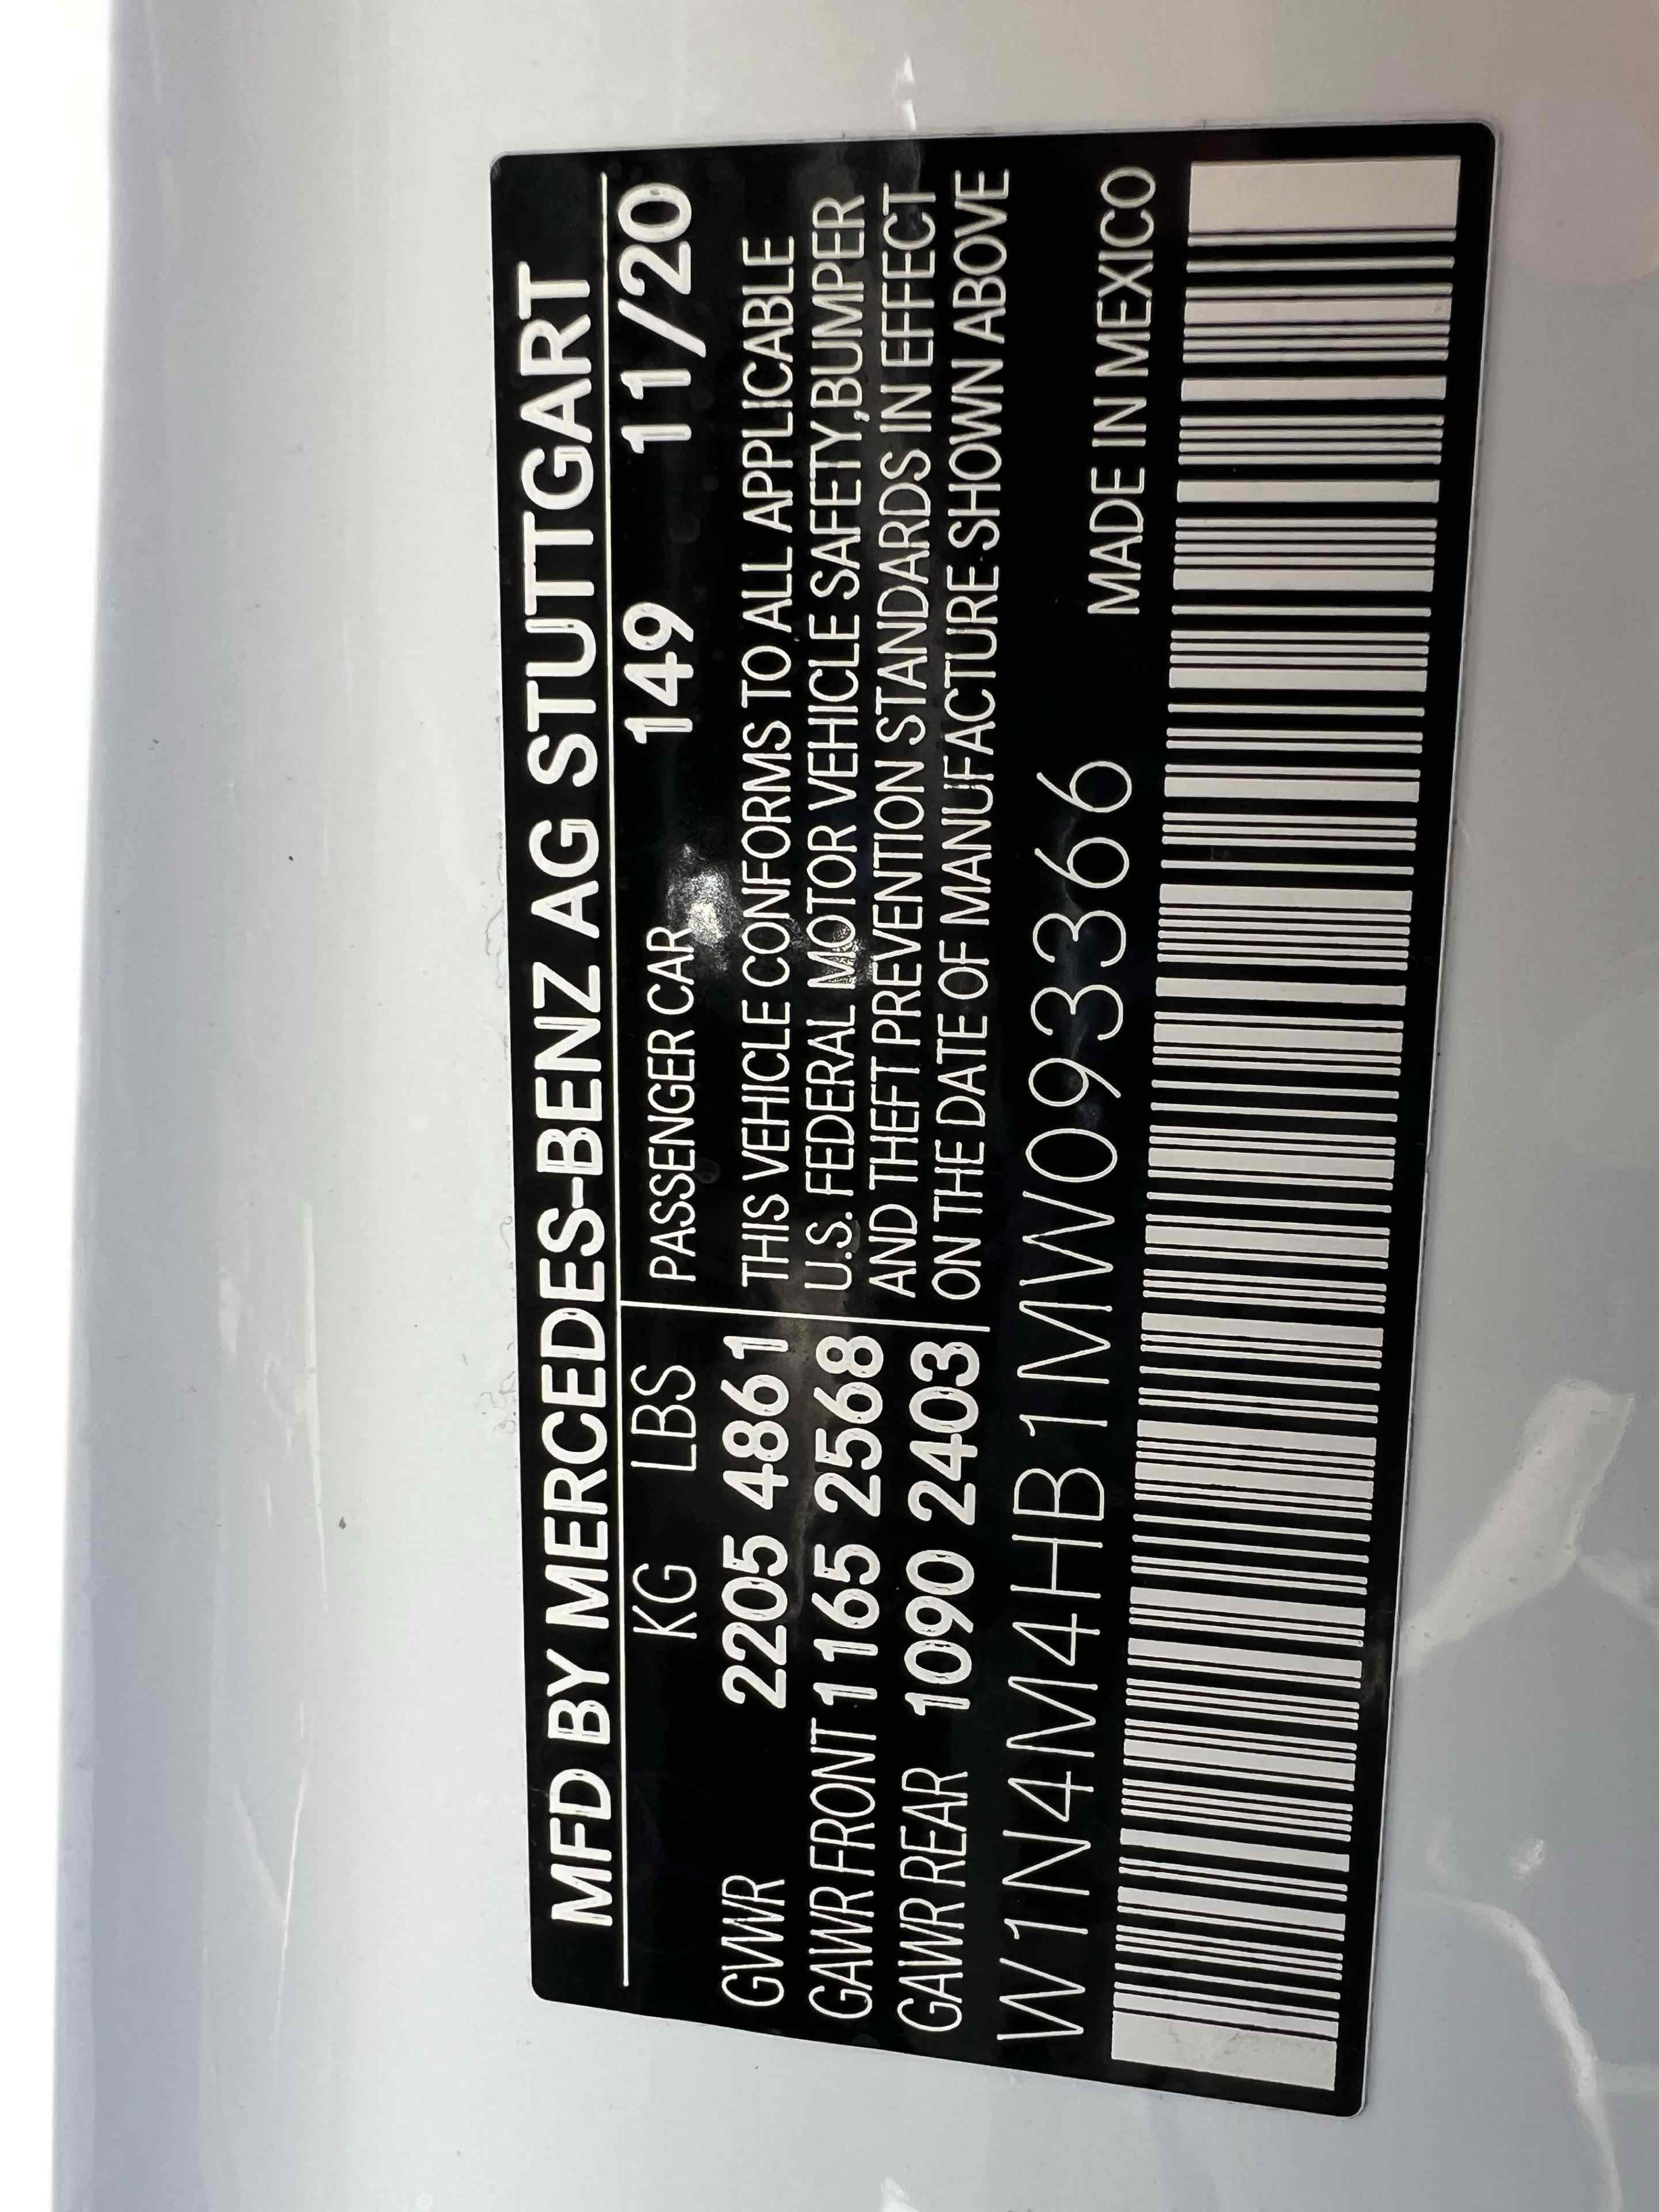 MFD BY MERCEDES-BENZ AG STUTTGART
KG LBS
GVWR 2205 4861
GAWR FRONT 1165 2568
GAWR REAR 1090 2403
PASSENGER CAR 149 11/20
THIS VEHICLE CONFORMS TO ALL APPLICABLE
U.S. FEDERAL MOTOR VEHICLE SAFETY,BUMPER
AND THEFT PREVENTION STANDARDS IN EFFECT
ON THE DATE OF MANUFACTURE SHOWN ABOVE
W1N4M4HB1MW093366 MADE IN MEXICO